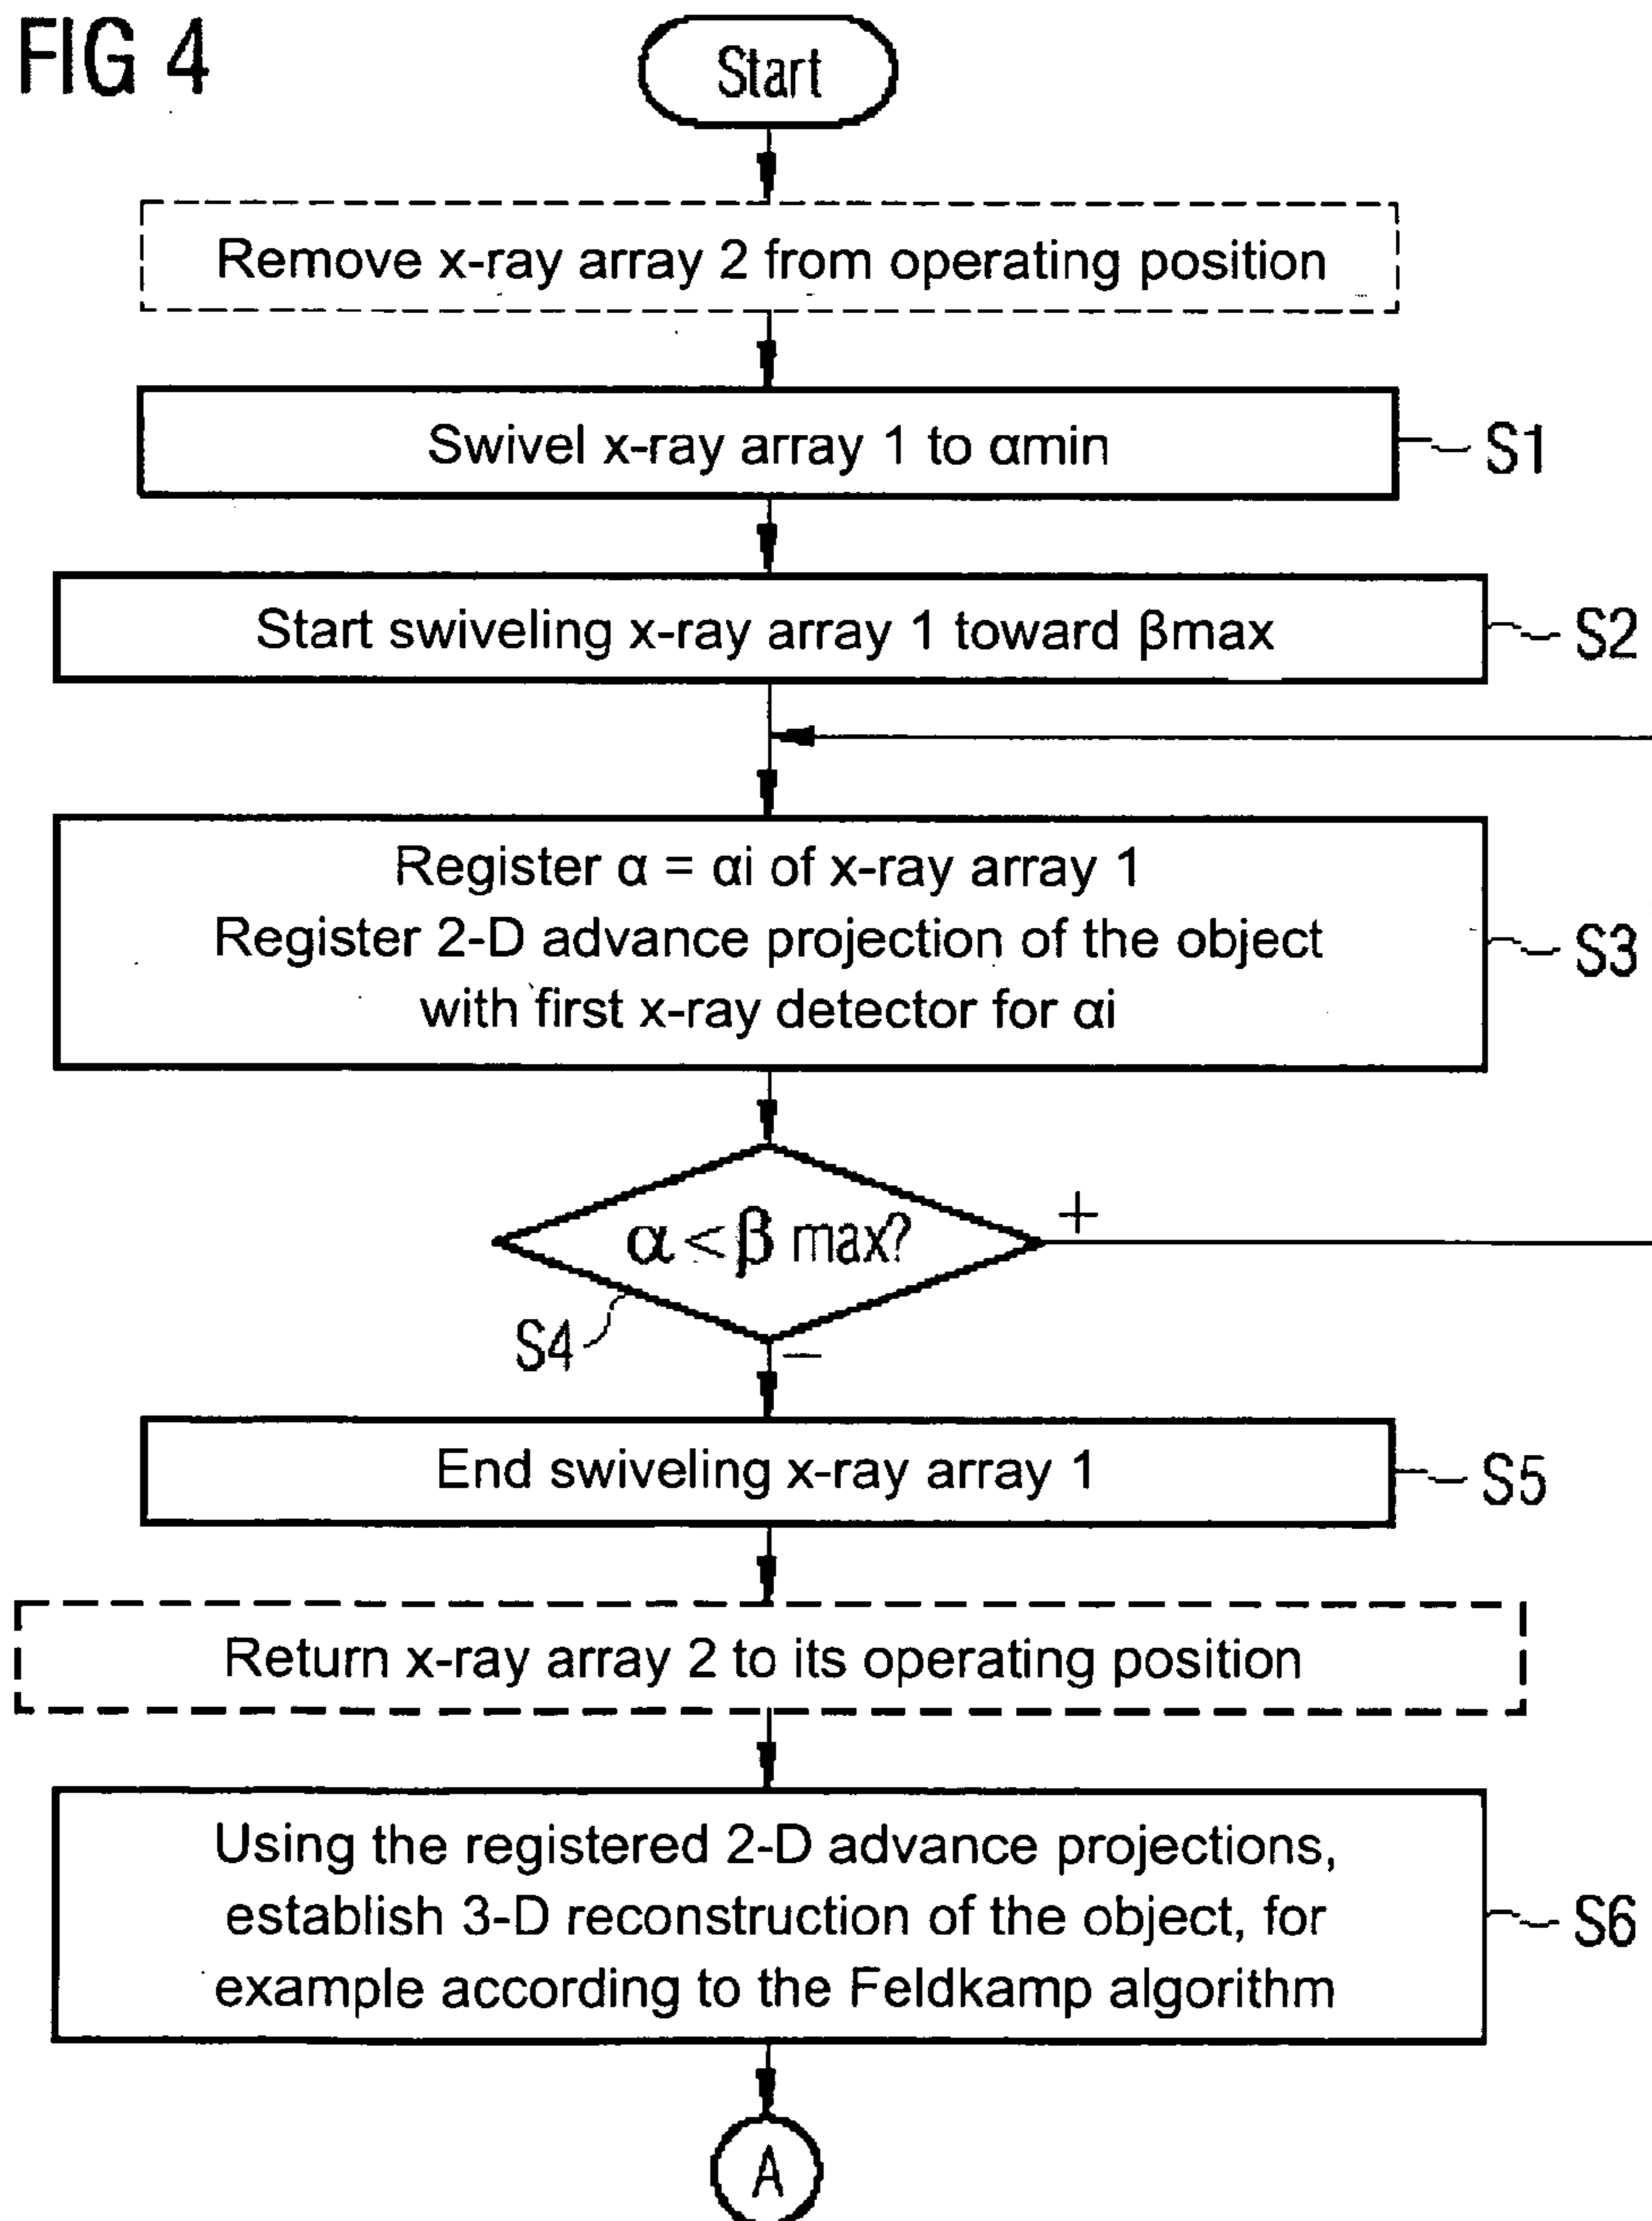 FIG 4
Start
Remove x-ray array 2 from operating position
Swivel x-ray array 1 to αmin
S1
Start swiveling x-ray array 1 toward βmax
S2
Register α = αi of x-ray array 1
Register 2-D advance projection of the object
with first x-ray detector for αi
S3
α < β max?
+
S4
−
End swiveling x-ray array 1
S5
Return x-ray array 2 to its operating position
Using the registered 2-D advance projections,
establish 3-D reconstruction of the object, for
example according to the Feldkamp algorithm
S6
A